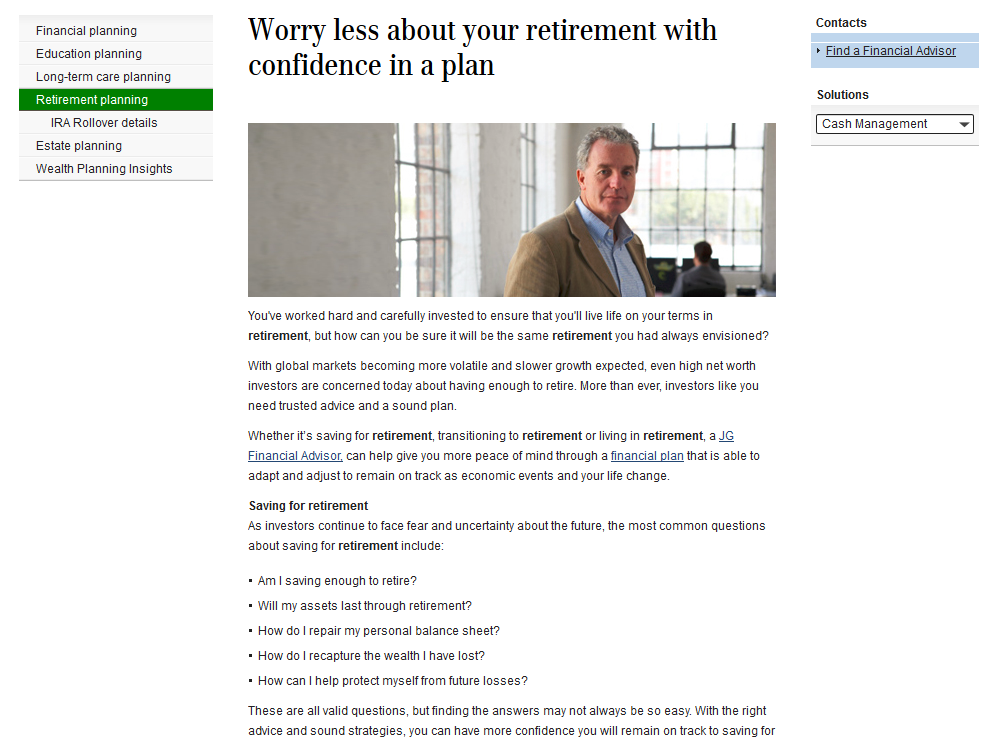 Financial planning
Education planning
Long-term care planning
Retirement planning
IRA Rollover details
Estate planning
Wealth Planning Insights
Worry less about your retirement with
confidence in a plan
You've worked hard and carefully invested to ensure that you'll live life on your terms in
retirement, but how can you be sure it will be the same retirement you had always envisioned?
With global markets becoming more volatile and slower growth expected, even high net worth
investors are concerned today about having enough to retire. More than ever, investors like you
need trusted advice and a sound plan.
Whether it's saving for retirement, transitioning to retirement or living in retirement, a JG
Financial Advisor, can help give you more peace of mind through a financial plan that is able to
adapt and adjust to remain on track as economic events and your life change.
Saving for retirement
As investors continue to face fear and uncertainty about the future, the most common questions
about saving for retirement include:
▪ Am I saving enough to retire?
▪ Will my assets last through retirement?
▪ How do I repair my personal balance sheet?
▪ How do I recapture the wealth I have lost?
▪ How can I help protect myself from future losses?
These are all valid questions, but finding the answers may not always be so easy. With the right
advice and sound strategies, you can have more confidence you will remain on track to saving for
Contacts
Find a Financial Advisor
Solutions
Cash Management